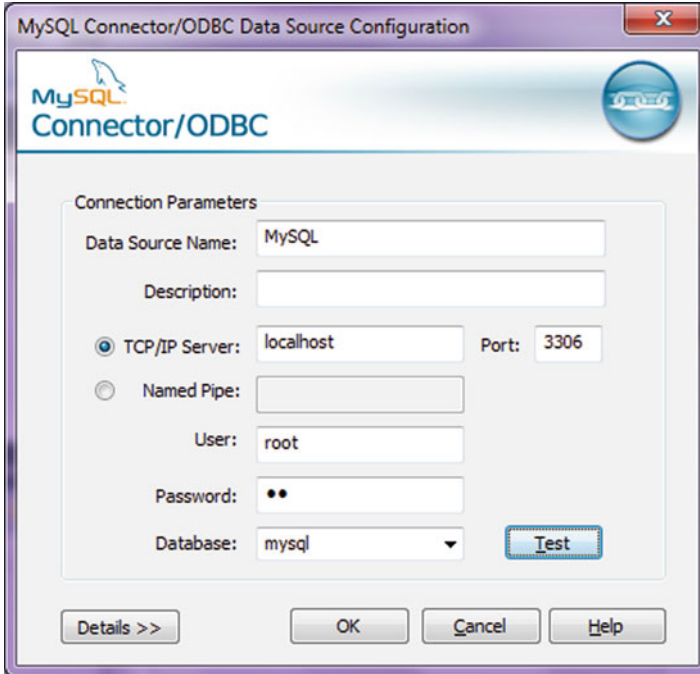 MySQL Connector/ODBC Data Source Configuration
MySQL
Connector/ODBC
Connection Parameters
Data Source Name: MySQL
Description:
TCP/IP Server: localhost Port: 3306
Named Pipe:
User: root
Password: ••
Database: mysql Test
Details >> OK Cancel Help